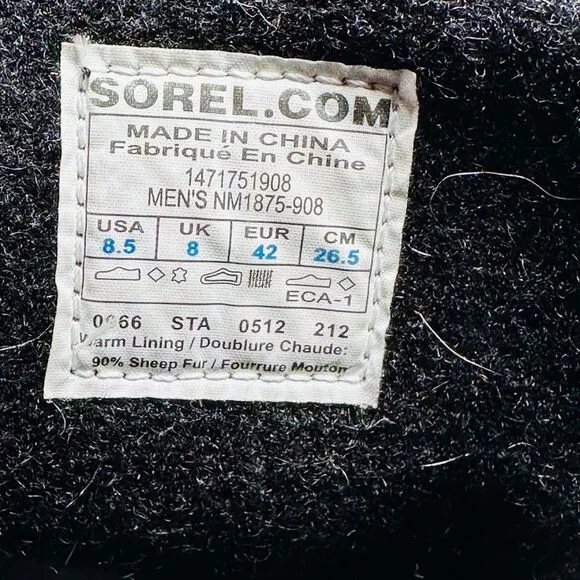 SOREL.COM
MADE IN CHINA
Fabriqué En Chine
1471751908
MEN'S NM1875-908
USA UK EUR CM
8.5 8 42 26.5
ECA-1
0066 STA 0512 212
Warm Lining / Doublure Chaude:
90% Sheep Fur / Fourrure Mouton